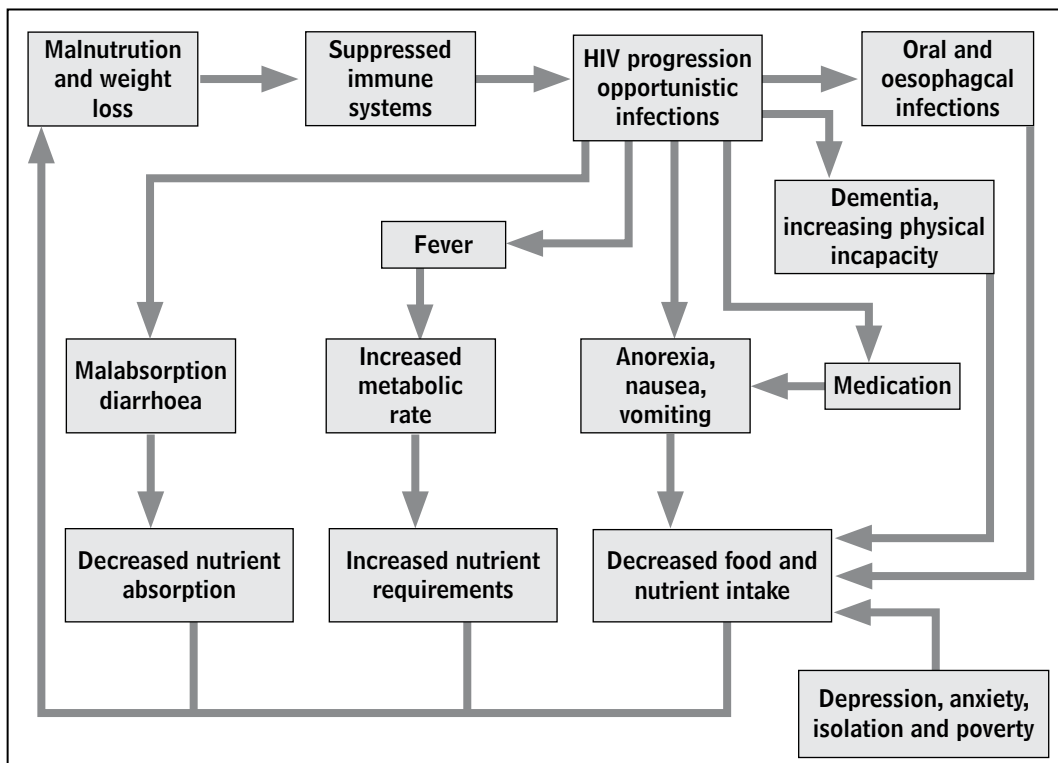 Malnutrution
and weight
loss
Suppressed
immune
systems
HIV progression
opportunistic
infections
Oral and
oesophagcal
infections
Dementia,
increasing physical
incapacity
Fever
Malabsorption
diarrhoea
Increased
metabolic
rate
Anorexia,
nausea,
vomiting
Medication
Decreased nutrient
absorption
Increased nutrient
requirements
Decreased food and
nutrient intake
Depression, anxiety,
isolation and poverty